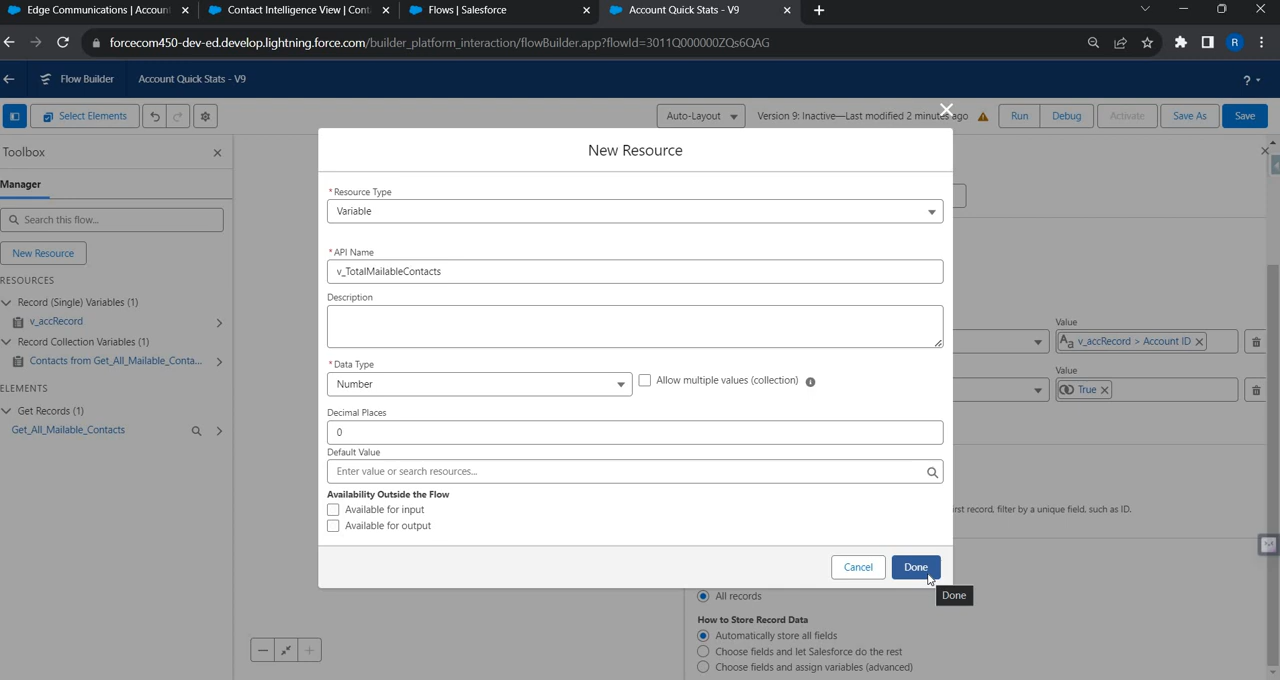 Edge Communications | Account
Contact Intelligence View | Cont
Flows | Salesforce
Account Quick Stats - V9
forcecom450-dev-ed.develop.lightning.force.com/builder_platform_interaction/flowBuilder.app?flowId=3011Q000000ZQs6QAG
R
Flow Builder
Account Quick Stats - V9
?
Select Elements
Auto-Layout
Version 9: Inactive—Last modified 2 minutes ago
Run
Debug
Activate
Save As
Save
Toolbox
Manager
Search this flow...
New Resource
RESOURCES
Record (Single) Variables (1)
v_accRecord
Record Collection Variables (1)
Contacts from Get_All_Mailable_Conta...
ELEMENTS
Get Records (1)
Get_All_Mailable_Contacts
New Resource
* Resource Type
Variable
* API Name
v_TotalMailableContacts
Description
* Data Type
Number
Allow multiple values (collection)
Decimal Places
0
Default Value
Enter value or search resources...
Availability Outside the Flow
Available for input
Available for output
Cancel
Done
Done
Value
Aa v_accRecord > Account ID
Value
True
irst record, filter by a unique field, such as ID.
All records
How to Store Record Data
Automatically store all fields
Choose fields and let Salesforce do the rest
Choose fields and assign variables (advanced)